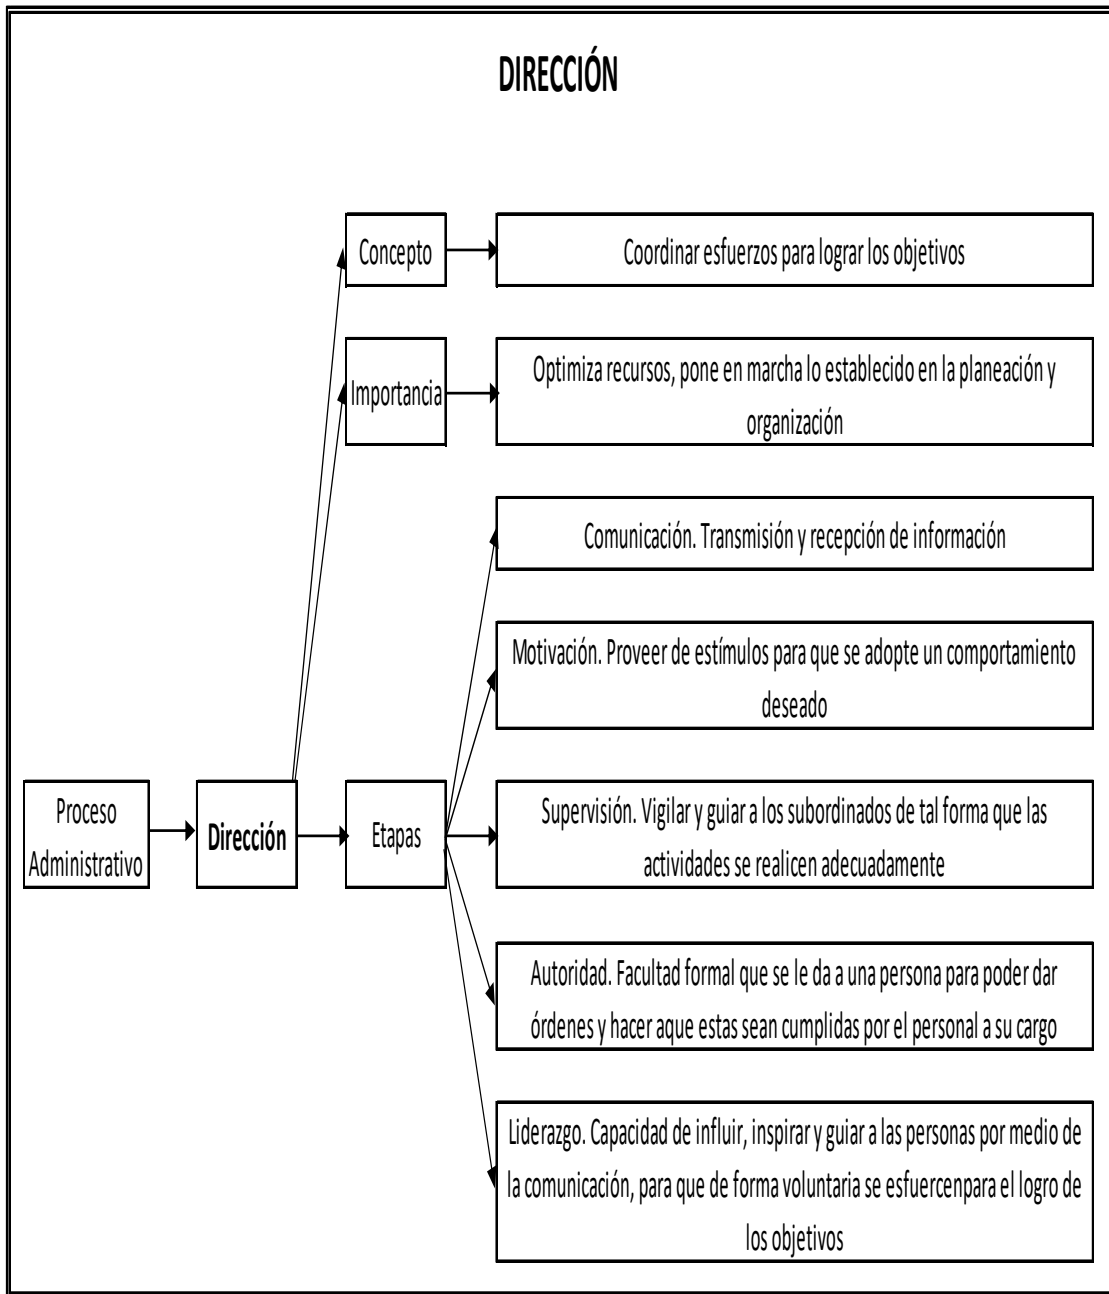 DIRECCIÓN
Concepto
Coordinar esfuerzos para lograr los objetivos
Importancia
Optimiza recursos, pone en marcha lo establecido en la planeación y
organización
Comunicación. Transmisión y recepción de información
Motivación. Proveer de estímulos para que se adopte un comportamiento
deseado
Proceso
Administrativo
Dirección
Etapas
Supervisión. Vigilar y guiar a los subordinados de tal forma que las
actividades se realicen adecuadamente
Autoridad. Facultad formal que se le da a una persona para poder dar
órdenes y hacer aque estas sean cumplidas por el personal a su cargo
Liderazgo. Capacidad de influir, inspirar y guiar a las personas por medio de
la comunicación, para que de forma voluntaria se esfuercenpara el logro de
los objetivos